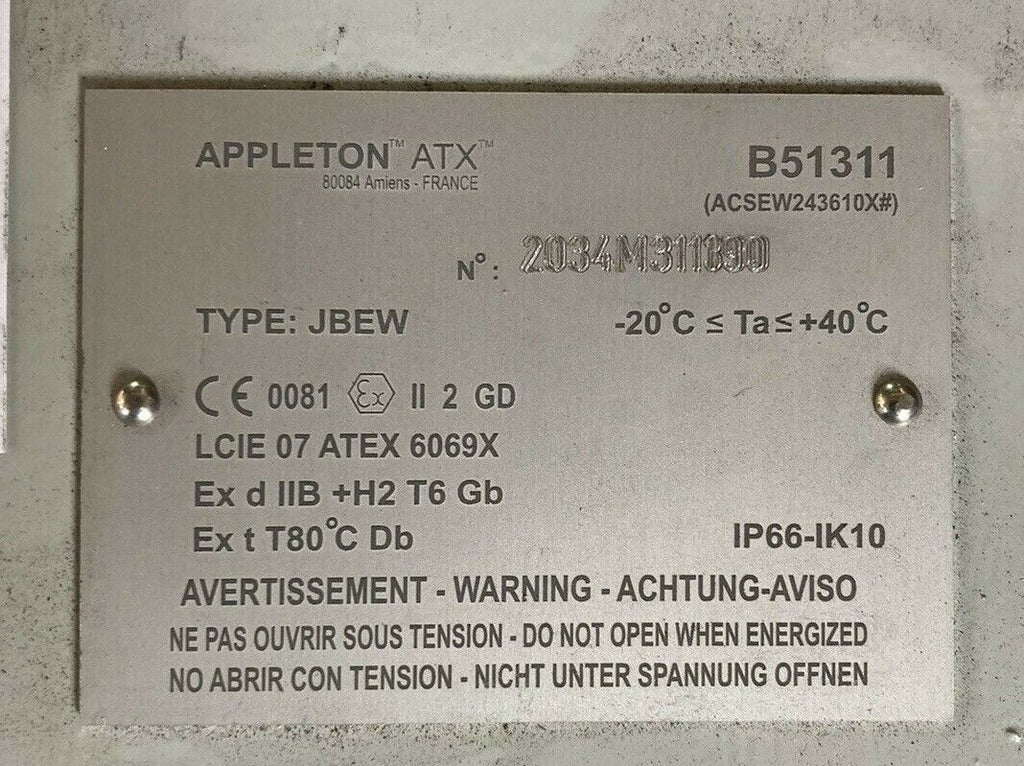 APPLETON™ ATX™ B51311
80084 Amiens - FRANCE (ACSEW243610X#)
N°: 2034M311890
TYPE: JBEW -20°C ≤ Ta ≤ +40°C
CE 0081 Ex II 2 GD
LCIE 07 ATEX 6069X
Ex d IIB +H2 T6 Gb
Ex t T80°C Db IP66-IK10
AVERTISSEMENT - WARNING - ACHTUNG-AVISO
NE PAS OUVRIR SOUS TENSION - DO NOT OPEN WHEN ENERGIZED
NO ABRIR CON TENSION - NICHT UNTER SPANNUNG OFFNEN